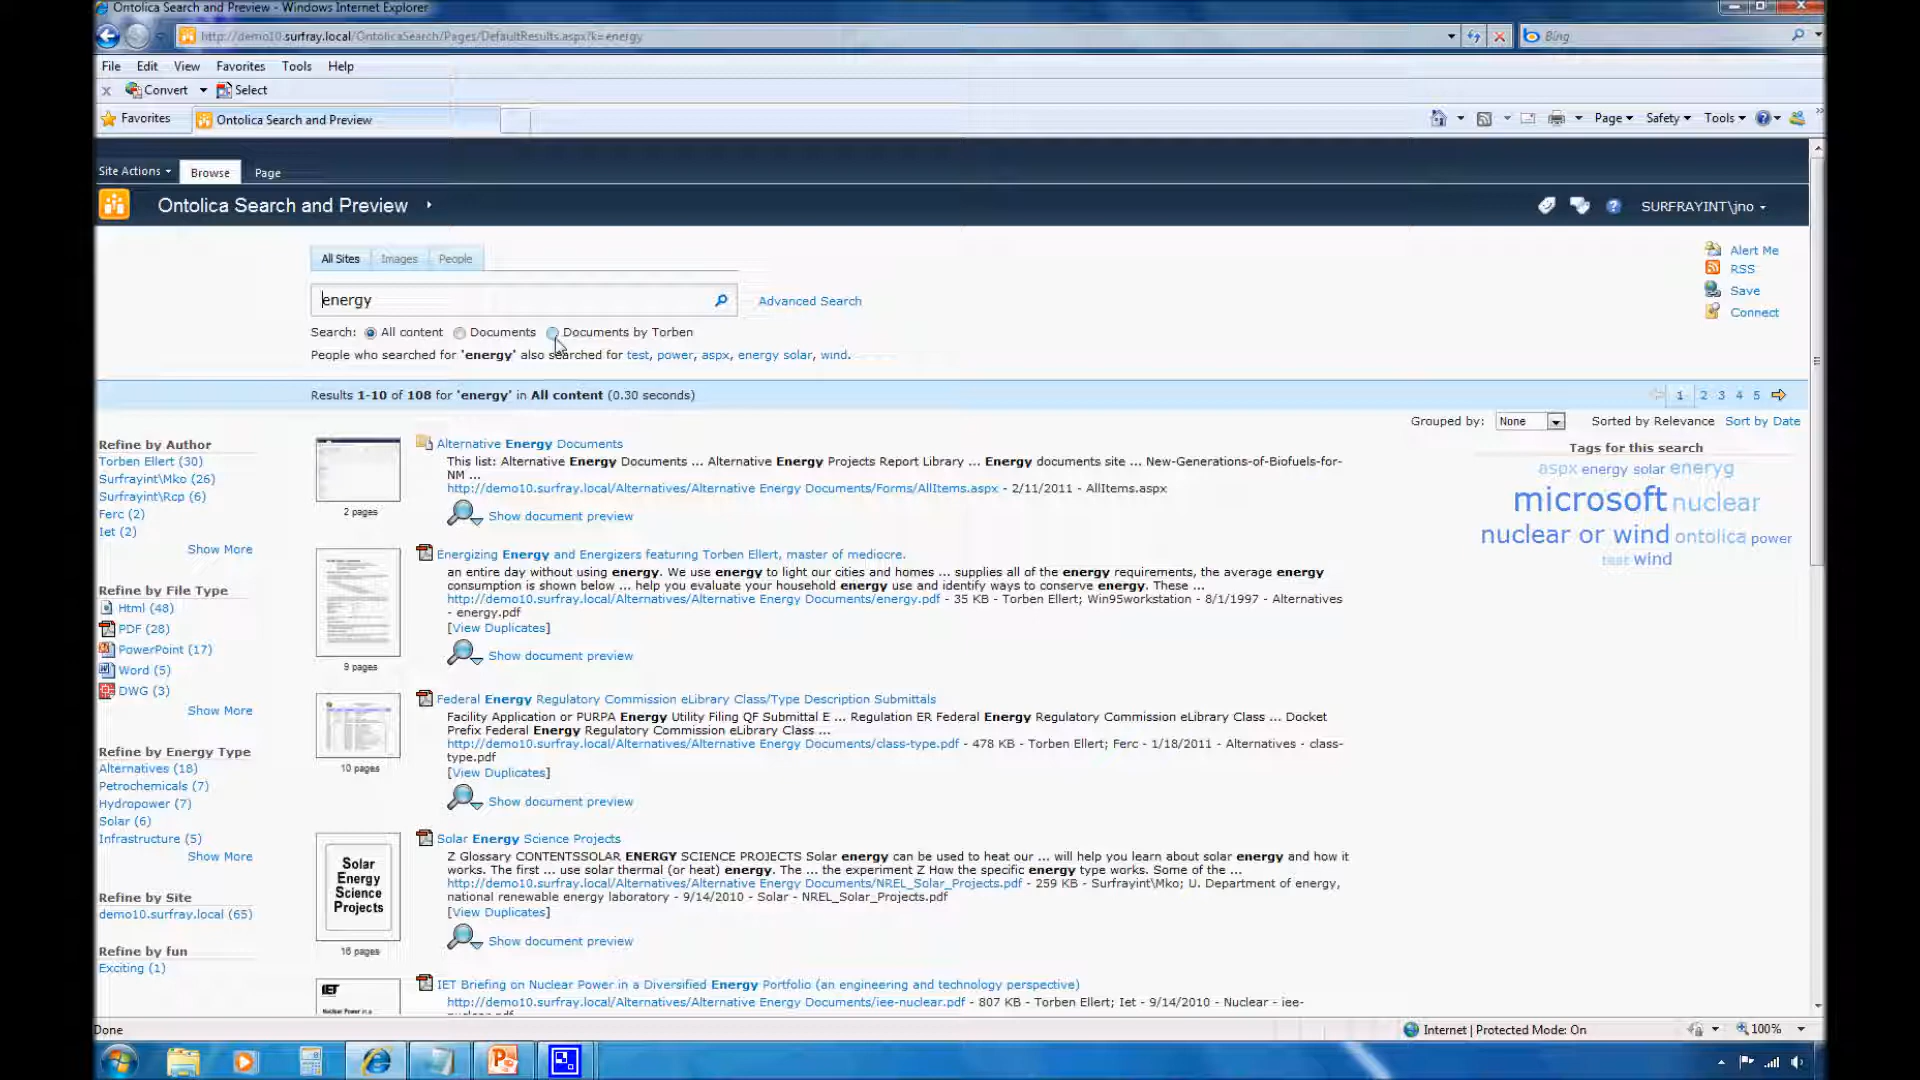 Ontolica Search and Preview - Windows Internet Explorer
http://demo10.surfray.local/OntolicaSearch/Pages/DefaultResults.aspx?k=energy
Bing
File Edit View Favorites Tools Help
x Convert Select
Favorites Ontolica Search and Preview Page Safety Tools
Site Actions Browse Page
Ontolica Search and Preview SURFRAYINT\jno
All Sites Images People
Alert Me
RSS
Save
Connect
energy Advanced Search
Search: All content Documents Documents by Torben
People who searched for 'energy' also searched for test, power, aspx, energy solar, wind.
Results 1-10 of 108 for 'energy' in All content (0.30 seconds) 1 2 3 4 5
Grouped by: None Sorted by Relevance Sort by Date
Refine by Author
Torben Ellert (30)
Surfrayint\Mko (26)
Surfrayint\Rcp (6)
Ferc (2)
Iet (2)
Show More
Refine by File Type
Html (48)
PDF (28)
PowerPoint (17)
Word (5)
DWG (3)
Show More
Refine by Energy Type
Alternatives (18)
Petrochemicals (7)
Hydropower (7)
Solar (6)
Infrastructure (5)
Show More
Refine by Site
demo10.surfray.local (65)
Refine by fun
Exciting (1)
Alternative Energy Documents
This list: Alternative Energy Documents ... Alternative Energy Projects Report Library ... Energy documents site ... New-Generations-of-Biofuels-for-
NM ...
http://demo10.surfray.local/Alternatives/Alternative Energy Documents/Forms/AllItems.aspx - 2/11/2011 - AllItems.aspx
2 pages
Show document preview
Energizing Energy and Energizers featuring Torben Ellert, master of mediocre.
an entire day without using energy. We use energy to light our cities and homes ... supplies all of the energy requirements, the average energy
consumption is shown below ... help you evaluate your household energy use and identify ways to conserve energy. These ...
http://demo10.surfray.local/Alternatives/Alternative Energy Documents/energy.pdf - 35 KB - Torben Ellert; Win95workstation - 8/1/1997 - Alternatives
- energy.pdf
[View Duplicates]
9 pages
Show document preview
Federal Energy Regulatory Commission eLibrary Class/Type Description Submittals
Facility Application or PURPA Energy Utility Filing QF Submittal E ... Regulation ER Federal Energy Regulatory Commission eLibrary Class ... Docket
Prefix Federal Energy Regulatory Commission eLibrary Class ...
http://demo10.surfray.local/Alternatives/Alternative Energy Documents/class-type.pdf - 478 KB - Torben Ellert; Ferc - 1/18/2011 - Alternatives - class-
type.pdf
[View Duplicates]
10 pages
Show document preview
Solar Energy Science Projects
Solar
Energy
Science
Projects
Z Glossary CONTENTSSOLAR ENERGY SCIENCE PROJECTS Solar energy can be used to heat our ... will help you learn about solar energy and how it
works. The first ... use solar thermal (or heat) energy. The ... the experiment Z How the specific energy type works. Some of the ...
http://demo10.surfray.local/Alternatives/Alternative Energy Documents/NREL_Solar_Projects.pdf - 259 KB - Surfrayint\Mko; U. Department of energy,
national renewable energy laboratory - 9/14/2010 - Solar - NREL_Solar_Projects.pdf
[View Duplicates]
16 pages
Show document preview
IET
Nuclear Power in a
IET Briefing on Nuclear Power in a Diversified Energy Portfolio (an engineering and technology perspective)
http://demo10.surfray.local/Alternatives/Alternative Energy Documents/iee-nuclear.pdf - 807 KB - Torben Ellert; Iet - 9/14/2010 - Nuclear - iee-
Tags for this search
aspx energy solar eneryg
microsoft nuclear
nuclear or wind ontolica power
test wind
Done Internet | Protected Mode: On 100%